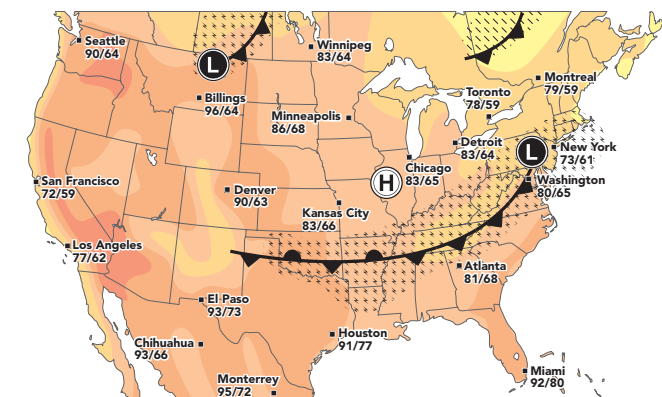 Seattle
90/64
Winnipeg
83/64
L
Billings
96/64
Minneapolis
86/68
Toronto
78/59
Montreal
79/59
Detroit
83/64
L
New York
73/61
Chicago
83/65
H
Washington
80/65
San Francisco
72/59
Denver
90/63
Kansas City
83/66
Los Angeles
77/62
Atlanta
81/68
El Paso
93/73
Houston
91/77
Chihuahua
93/66
Monterrey
95/72
Miami
92/80